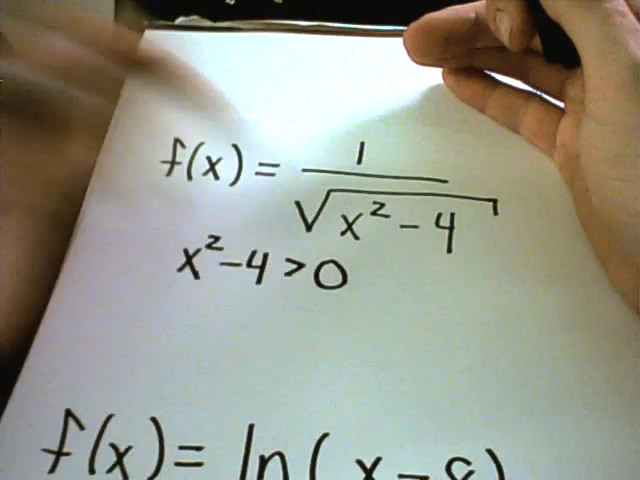 f(x) = 1/√(x²-4)
x²-4>0
f(x)= ln(x-